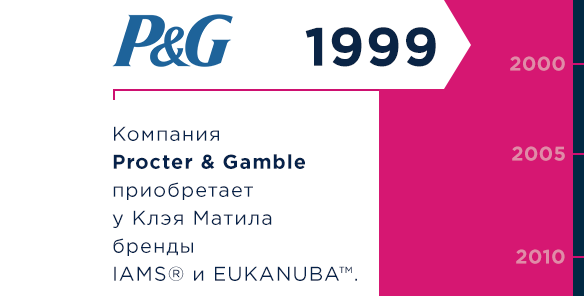 P&G
1999
Компания
Procter & Gamble
приобретает
у Клэя Матила
бренды
IAMS® и EUKANUBA™.
2000
2005
2010